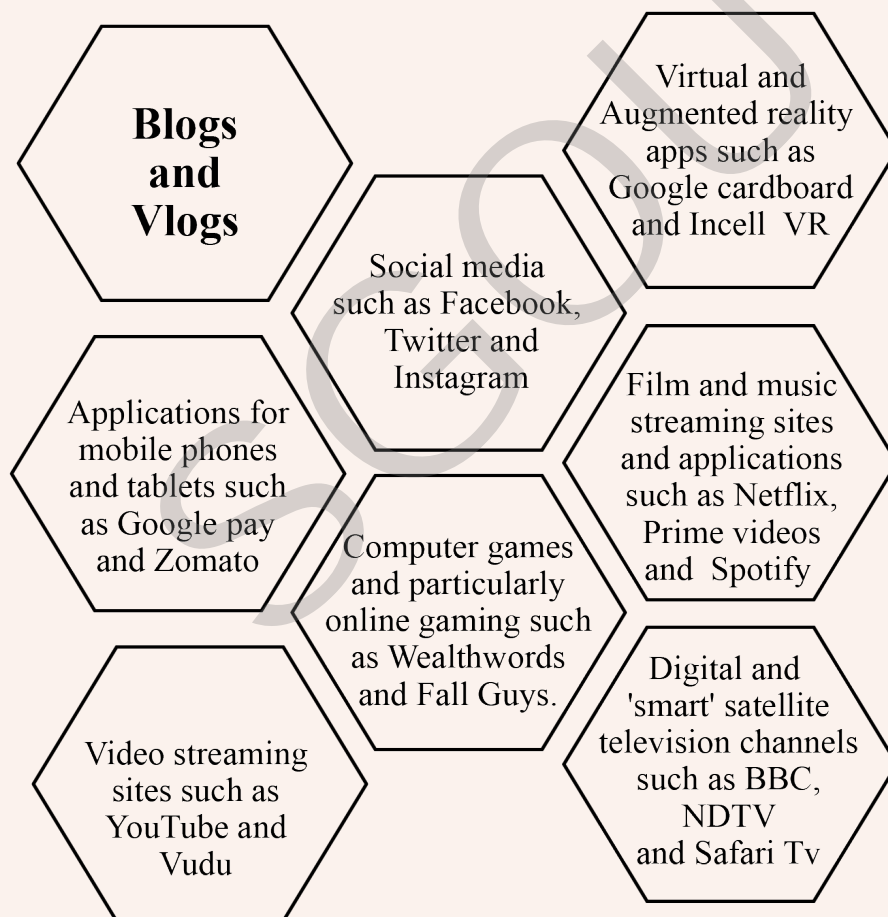 Blogs
and
Vlogs
Virtual and
Augmented reality
apps such as
Google cardboard
and Incell VR
Social media
such as Facebook,
Twitter and
Instagram
Applications for
mobile phones
and tablets such
as Google pay
and Zomato
Film and music
streaming sites
and applications
such as Netflix,
Prime videos
and Spotify
Computer games
and particularly
online gaming such
as Wealthwords
and Fall Guys.
Video streaming
sites such as
YouTube and
Vudu
Digital and
'smart' satellite
television channels
such as BBC,
NDTV
and Safari Tv
SGOU